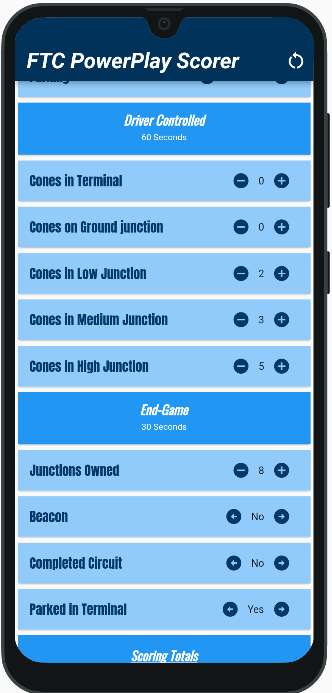 FTC PowerPlay Scorer
Driver Controlled
60 Seconds
Cones in Terminal 0
Cones on Ground junction 0
Cones in Low Junction 2
Cones in Medium Junction 3
Cones in High Junction 5
End-Game
30 Seconds
Junctions Owned 8
Beacon No
Completed Circuit No
Parked in Terminal Yes
Scoring Totals